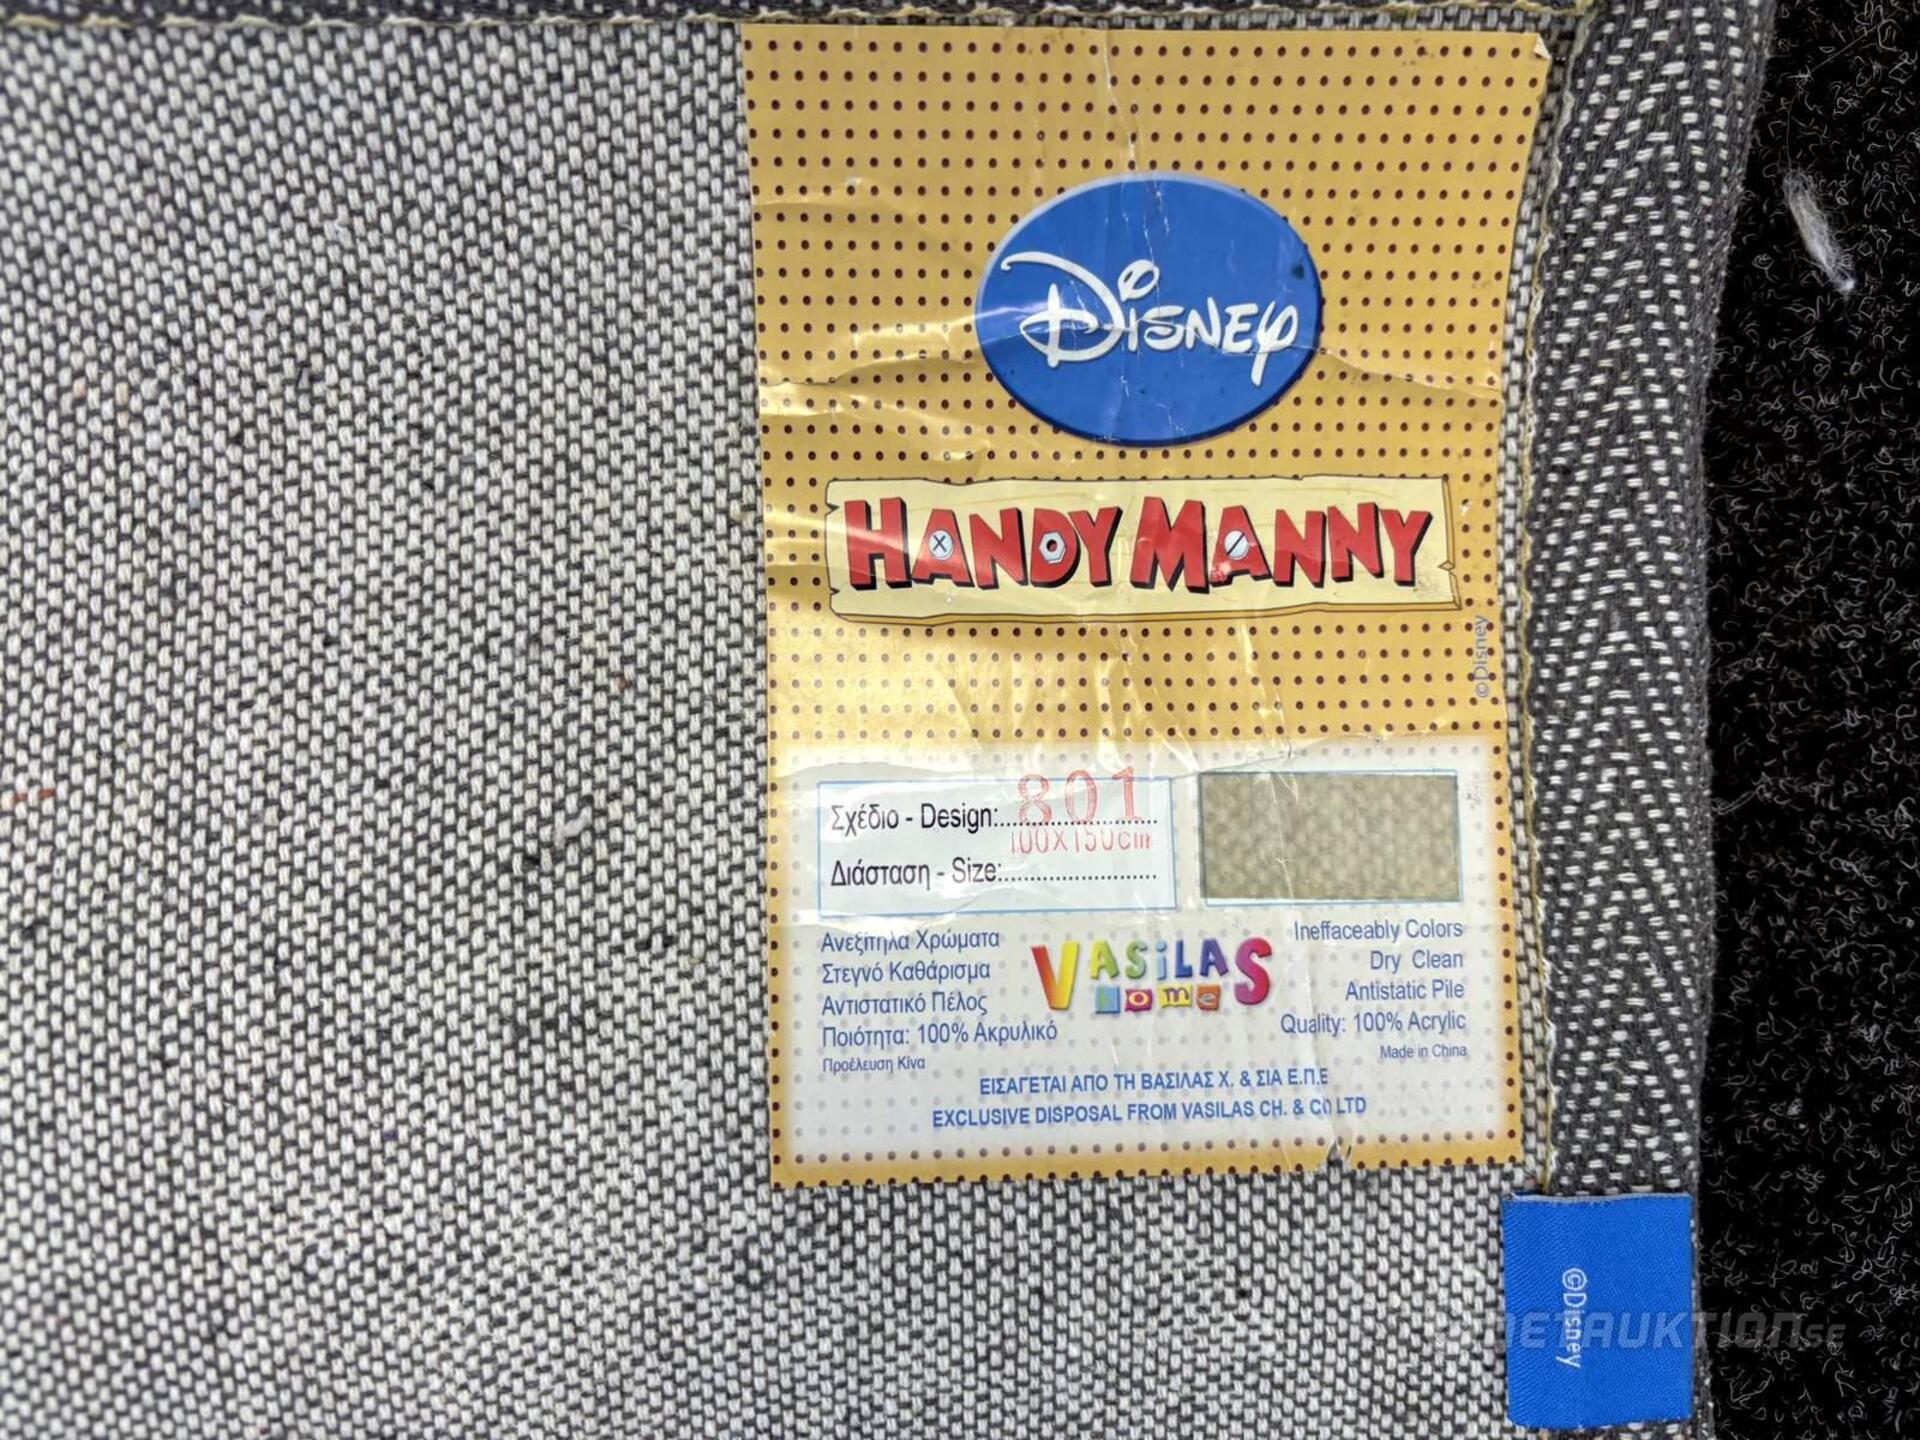 Disney
HANDY MANNY
©Disney
Σχέδιο - Design: 801
100X150cm
Διάσταση - Size:
Ανεξίτηλα Χρώματα
Στεγνό Καθάρισμα
Αντιστατικό Πέλος
Ποιότητα: 100% Ακρυλικό
Προέλευση Κίνα
VASiLAS
home
Ineffaceably Colors
Dry Clean
Antistatic Pile
Quality: 100% Acrylic
Made in China
ΕΙΣΑΓΕΤΑΙ ΑΠΟ ΤΗ ΒΑΣΙΛΑΣ Χ. & ΣΙΑ Ε.Π.Ε
EXCLUSIVE DISPOSAL FROM VASILAS CH. & CO LTD
©Disney
NETAUKTION.SE